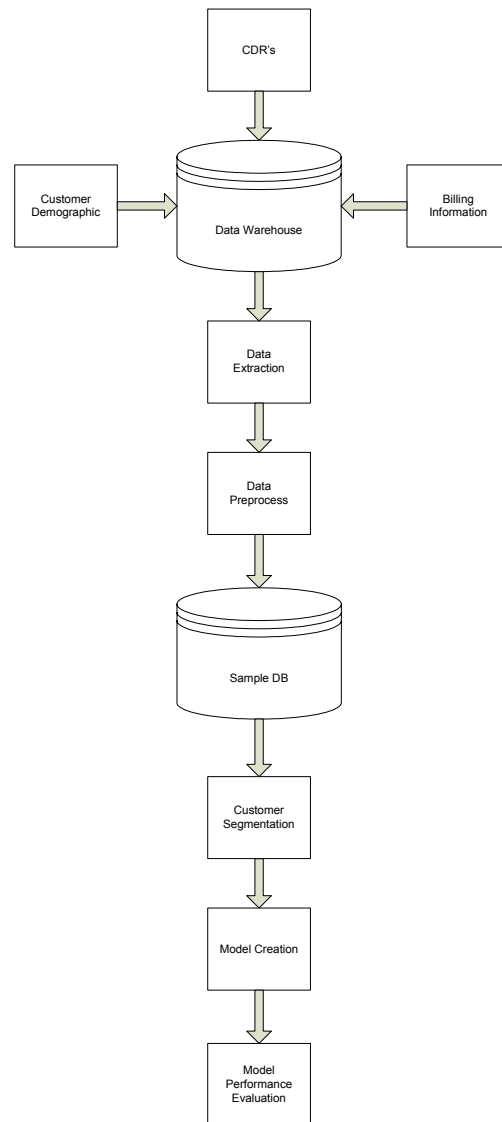 CDR's
Customer
Demographic
Data Warehouse
Billing
Information
Data
Extraction
Data
Preprocess
Sample DB
Customer
Segmentation
Model Creation
Model
Performance
Evaluation